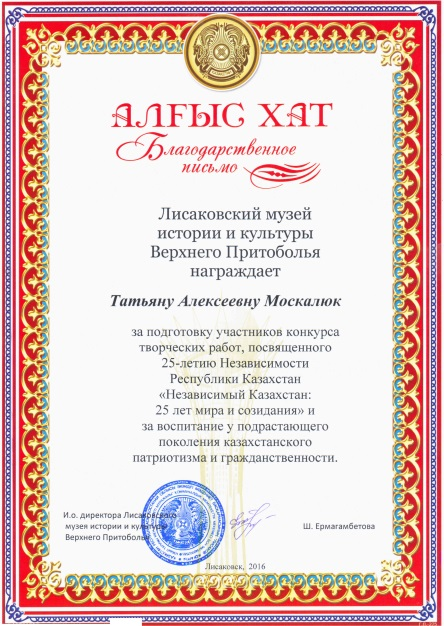 АЛҒЫС ХАТ
Благодарственное
письмо
Лисаковский музей
истории и культуры
Верхнего Притоболья
награждает
Татьяну Алексеевну Москалюк
за подготовку участников конкурса
творческих работ, посвященного
25-летию Независимости
Республики Казахстан
«Независимый Казахстан:
25 лет мира и созидания» и
за воспитание у подрастающего
поколения казахстанского
патриотизма и гражданственности.
И.о. директора Лисаковского
музея истории и культуры
Верхнего Притоболья
Ш. Ермагамбетова
Лисаковск, 2016